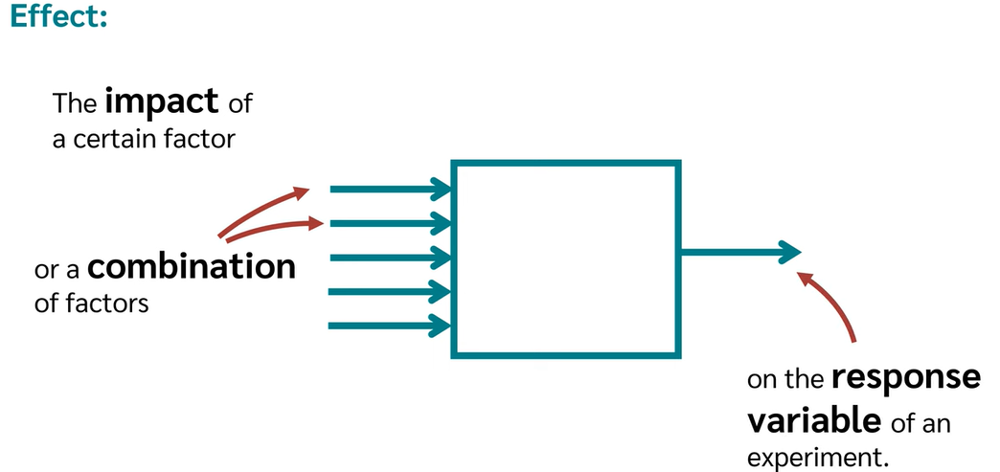 Effect:
The impact of
a certain factor
or a combination
of factors
on the response
variable of an
experiment.